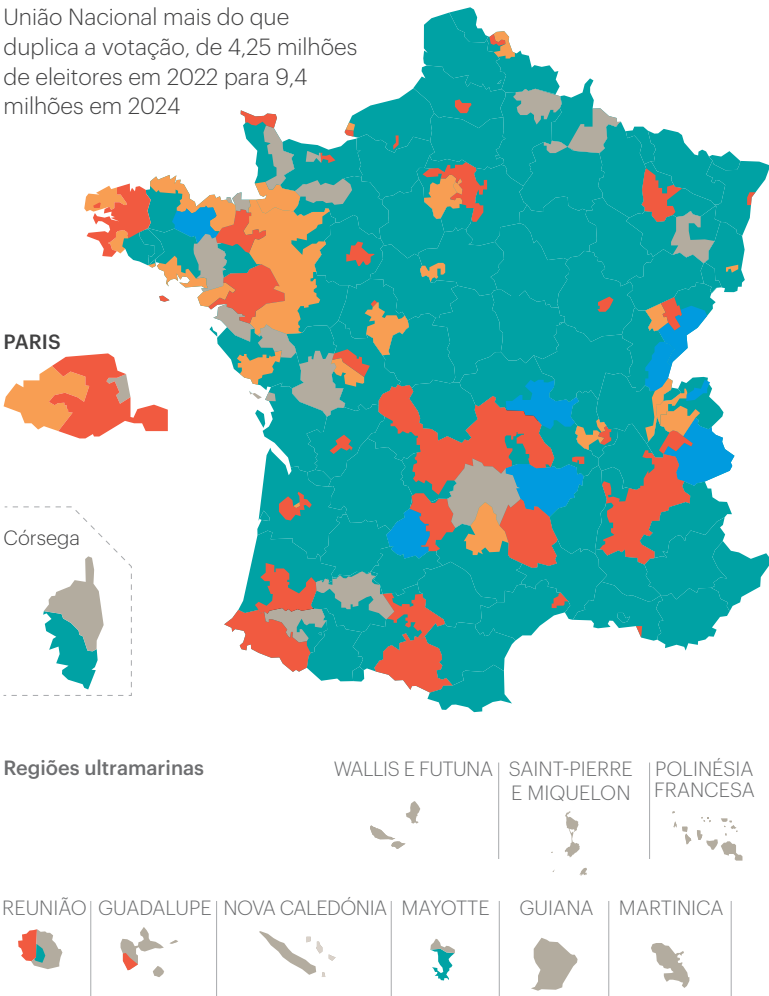 União Nacional mais do que
duplica a votação, de 4,25 milhões
de eleitores em 2022 para 9,4
milhões em 2024
PARIS
Córsega
Regiões ultramarinas
WALLIS E FUTUNA
SAINT-PIERRE
E MIQUELON
POLINÉSIA
FRANCESA
REUNIÃO
GUADALUPE
NOVA CALEDÓNIA
MAYOTTE
GUIANA
MARTINICA